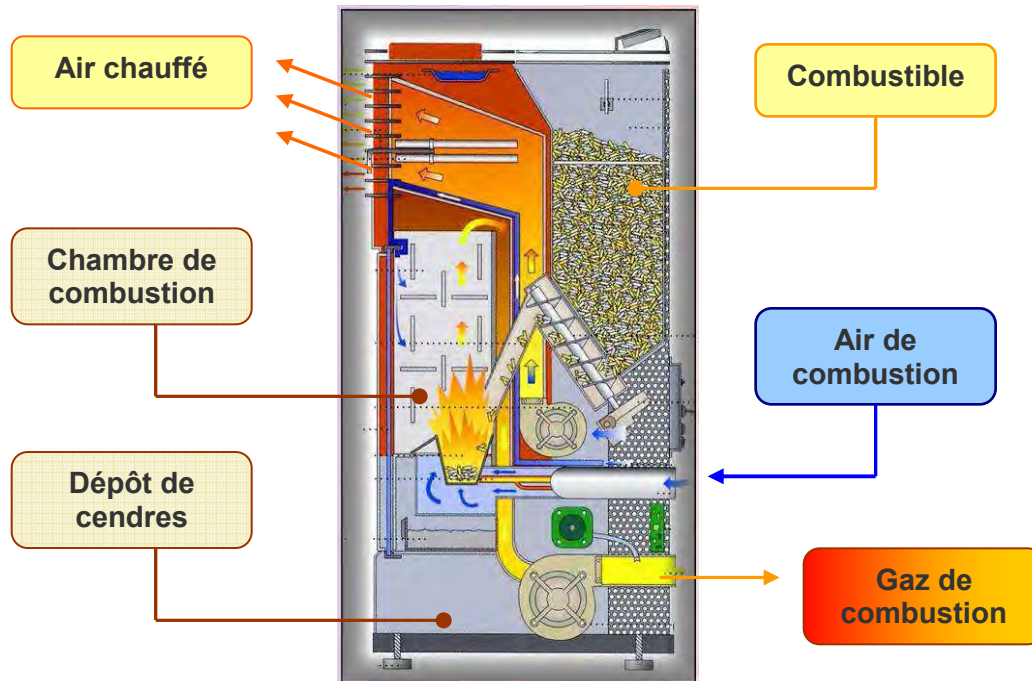 Air chauffé
Combustible
Chambre de
combustion
Air de
combustion
Dépôt de
cendres
Gaz de
combustion